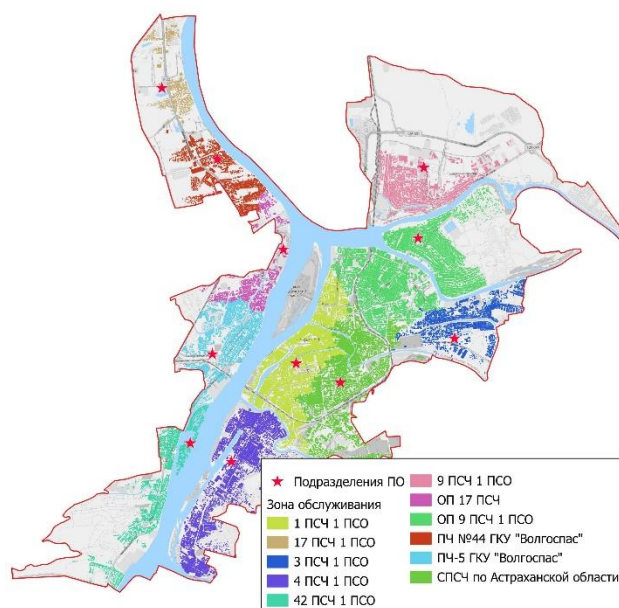 Подразделения ПО
Зона обслуживания
1 ПСЧ 1 ПСО
17 ПСЧ 1 ПСО
3 ПСЧ 1 ПСО
4 ПСЧ 1 ПСО
42 ПСЧ 1 ПСО
9 ПСЧ 1 ПСО
ОП 17 ПСЧ
ОП 9 ПСЧ 1 ПСО
ПЧ №44 ГКУ "Волгоспас"
ПЧ-5 ГКУ "Волгоспас"
СПСЧ по Астраханской области